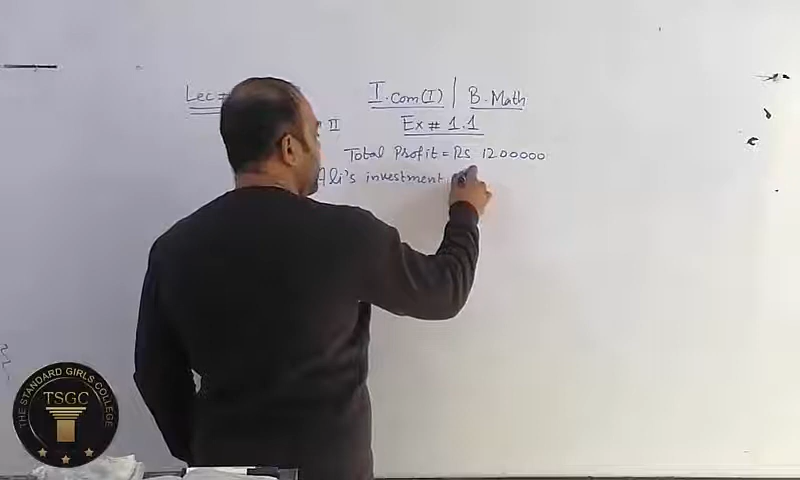 Lec #
I.Com(I) | B.Math
II
Ex # 1.1
Total Profit = Rs 1200000
Ali's investment
THE STANDARD GIRLS COLLEGE
TSGC